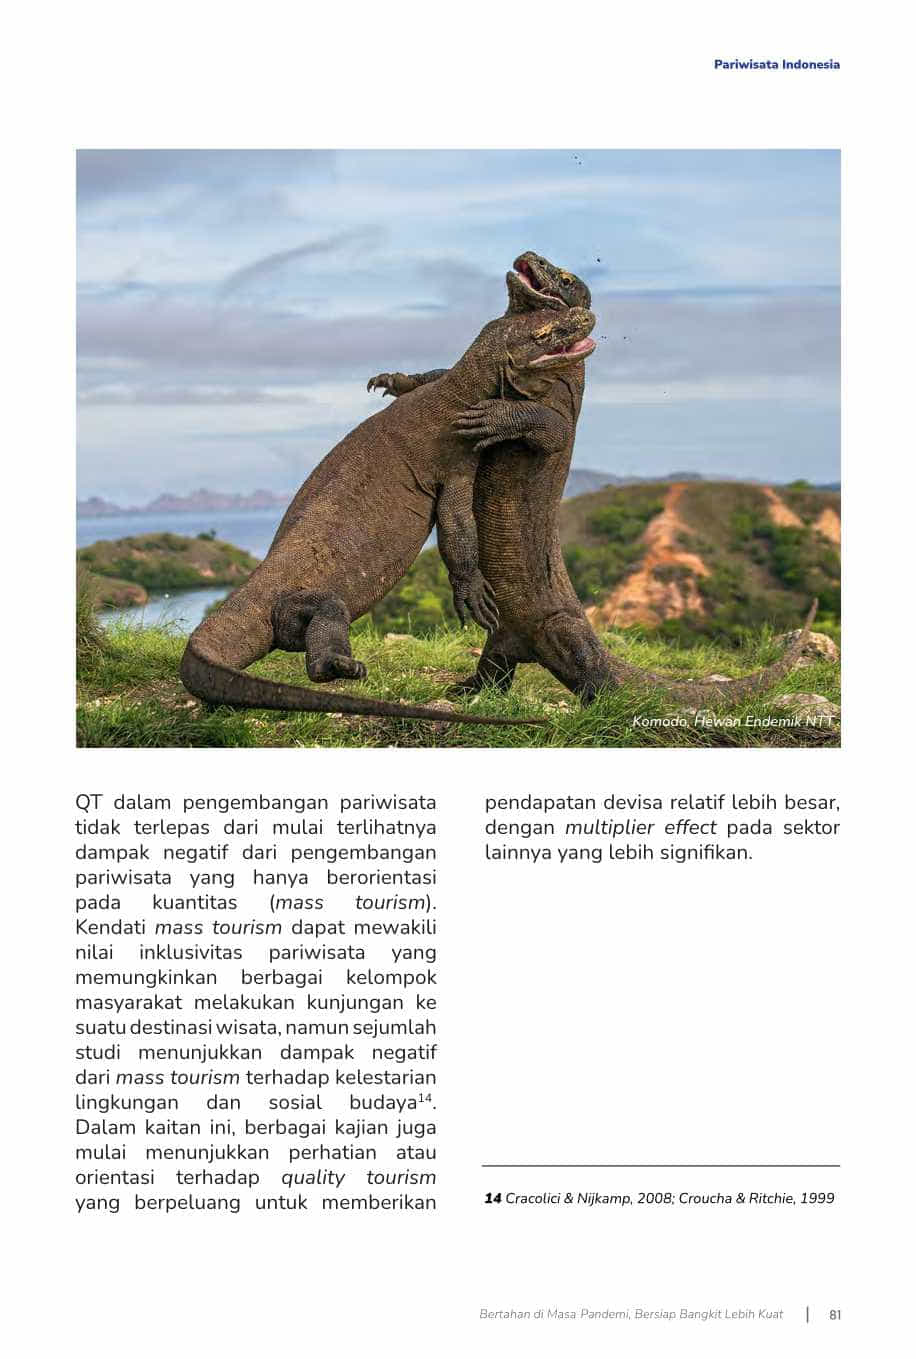 Pariwisata Indonesia
Komodo, Hewan Endemik NTT
QT dalam pengembangan pariwisata
tidak terlepas dari mulai terlihatnya
dampak negatif dari pengembangan
pariwisata yang hanya berorientasi
pada kuantitas (mass tourism).
Kendati mass tourism dapat mewakili
nilai inklusivitas pariwisata yang
memungkinkan berbagai kelompok
masyarakat melakukan kunjungan ke
suatu destinasi wisata, namun sejumlah
studi menunjukkan dampak negatif
dari mass tourism terhadap kelestarian
lingkungan dan sosial budaya¹⁴.
Dalam kaitan ini, berbagai kajian juga
mulai menunjukkan perhatian atau
orientasi terhadap quality tourism
yang berpeluang untuk memberikan
pendapatan devisa relatif lebih besar,
dengan multiplier effect pada sektor
lainnya yang lebih signifikan.
14 Cracolici & Nijkamp, 2008; Croucha & Ritchie, 1999
Bertahan di Masa Pandemi, Bersiap Bangkit Lebih Kuat | 81